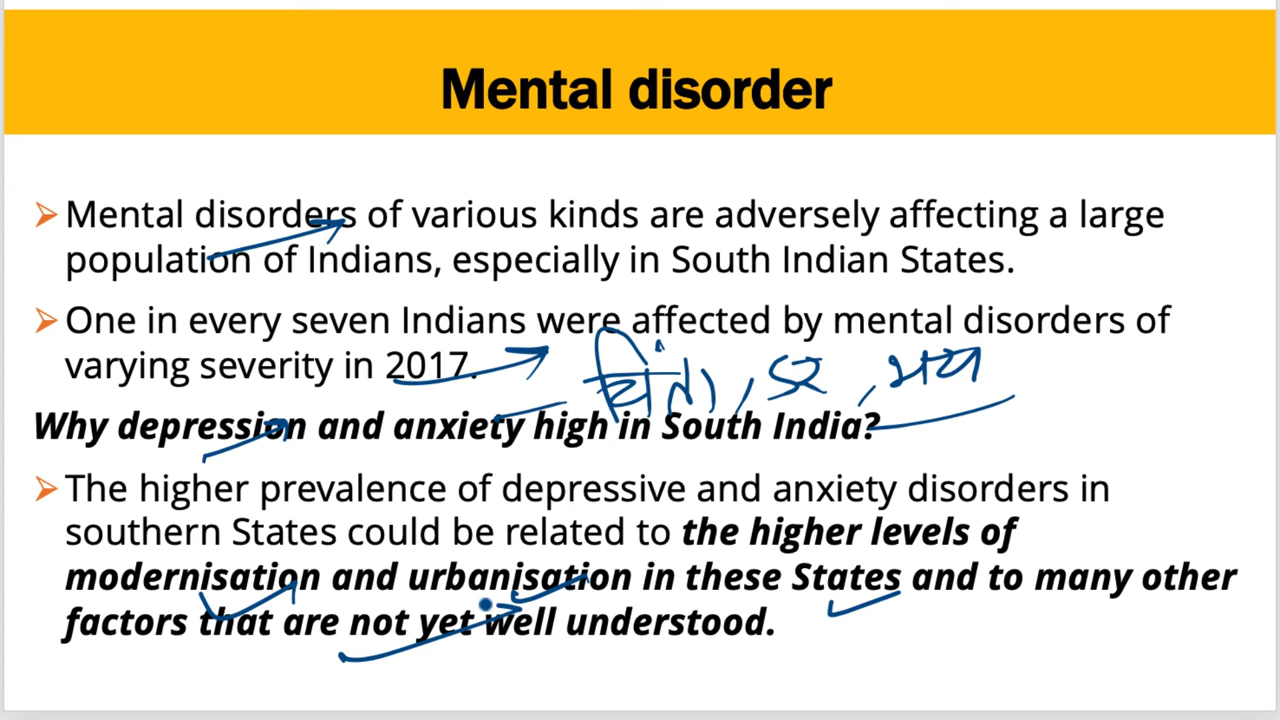 Mental disorder
➢ Mental disorders of various kinds are adversely affecting a large
population of Indians, especially in South Indian States.
➢ One in every seven Indians were affected by mental disorders of
varying severity in 2017.
चिंता, डर, भय
Why depression and anxiety high in South India?
➢ The higher prevalence of depressive and anxiety disorders in
southern States could be related to the higher levels of
modernisation and urbanisation in these States and to many other
factors that are not yet well understood.